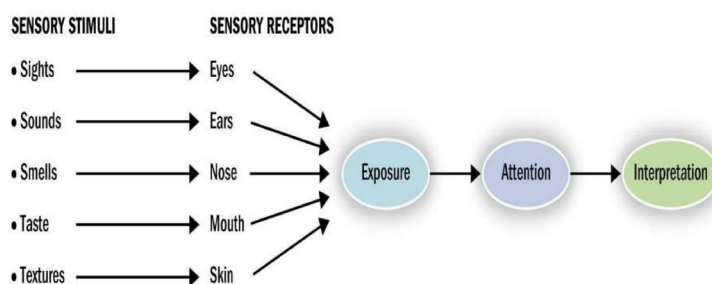 SENSORY STIMULI SENSORY RECEPTORS
• Sights Eyes
• Sounds Ears
• Smells Nose Exposure Attention Interpretation
• Taste Mouth
• Textures Skin